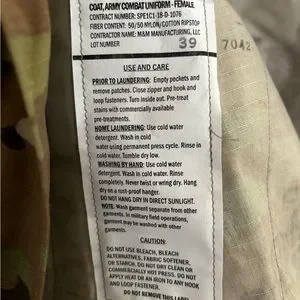 COAT, ARMY COMBAT UNIFORM - FEMALE
CONTRACT NUMBER: SPE1C1-18-D-1076
FIBER CONTENT: 50/50 NYLON/COTTON RIPSTOP
CONTRACTOR NAME: M&M MANUFACTURING, LLC
LOT NUMBER 39 7042
USE AND CARE
PRIOR TO LAUNDERING: Empty pockets and
remove patches. Close zipper and hook and
loop fasteners. Turn inside out. Pre-treat
stains with commercially available
pre-treatments.
HOME LAUNDERING: Use cold water
detergent. Wash in cold
water using permanent press cycle. Rinse in
cold water. Tumble dry low.
WASHING BY HAND: Use cold water
detergent. Wash in cold water. Rinse
completely. Never twist or wring dry. Hang
dry on a rust-proof hanger.
DO NOT HANG DRY IN DIRECT SUNLIGHT.
NOTE: Wash garment separate from other
garments. In military field operations,
garment may be washed with other
garments.
CAUTION:
DO NOT USE BLEACH, BLEACH
ALTERNATIVES, FABRIC SOFTENER,
OR STARCH. DO NOT DRY CLEAN OR
COMMERCIALLY HOT PRESS. DO NOT
APPLY HEAT OR AN IRON TO ANY HOOK
AND LOOP FASTENER.
DO NOT REMOVE THIS LABEL